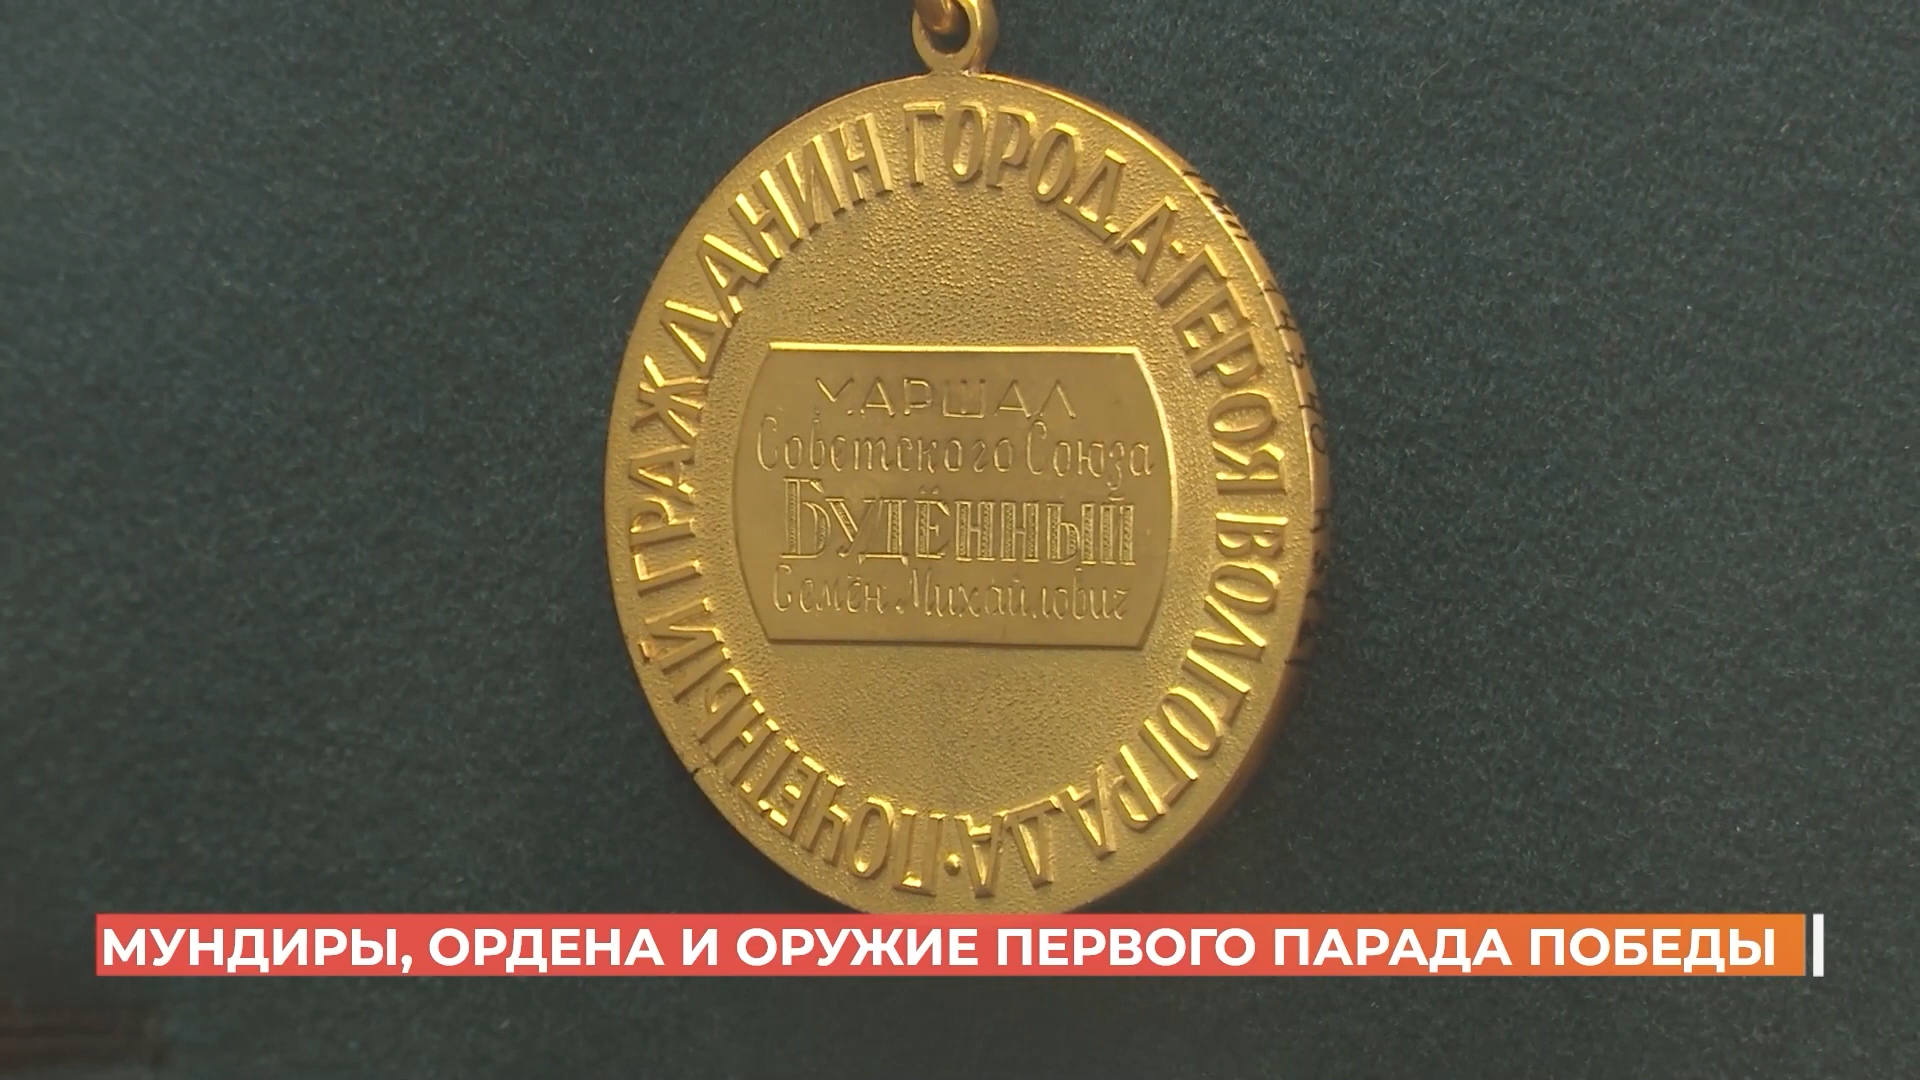 ПОЧЕТНЫЙ ГРАЖДАНИН ГОРОДА-ГЕРОЯ ВОЛГОГРАДА·
МАРШАЛ
Советского Союза
БУДЁННЫЙ
Семён Михайлович
МУНДИРЫ, ОРДЕНА И ОРУЖИЕ ПЕРВОГО ПАРАДА ПОБЕДЫ